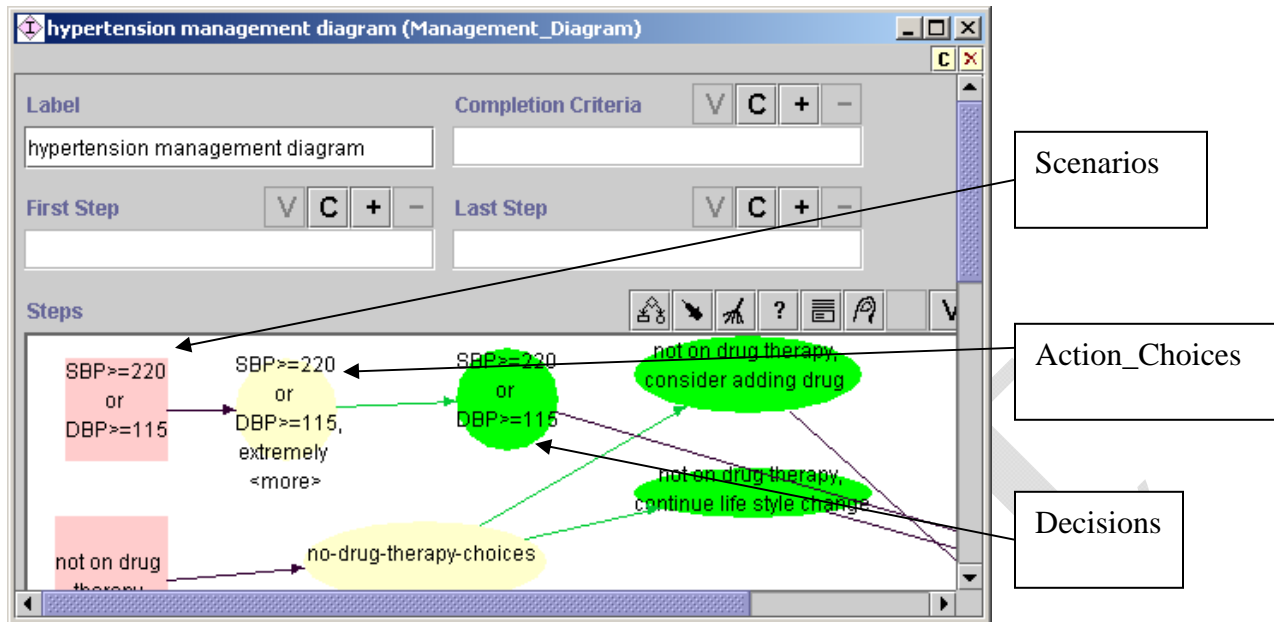 hypertension management diagram (Management_Diagram)
C
Label
Completion Criteria
V C + −
hypertension management diagram
First Step
V C + −
Last Step
V C + −
Steps
? V
SBP>=220
or
DBP>=115
SBP>=220
or
DBP>=115,
extremely
<more>
SBP>=220
or
DBP>=115
not on drug therapy,
consider adding drug
not on drug therapy,
continue life style change
not on drug
therapy
no-drug-therapy-choices
Scenarios
Action_Choices
Decisions